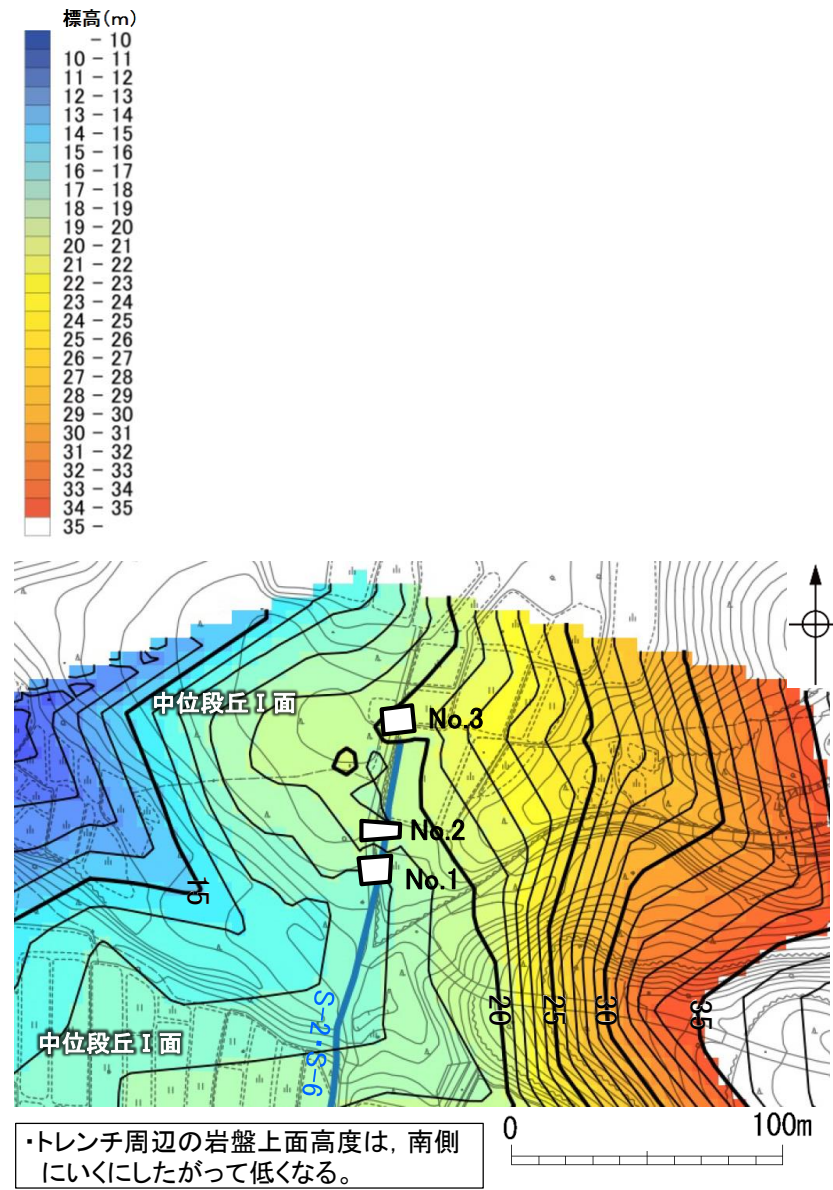 標高(m)
- 10
10 - 11
11 - 12
12 - 13
13 - 14
14 - 15
15 - 16
16 - 17
17 - 18
18 - 19
19 - 20
20 - 21
21 - 22
22 - 23
23 - 24
24 - 25
25 - 26
26 - 27
27 - 28
28 - 29
29 - 30
30 - 31
31 - 32
32 - 33
33 - 34
34 - 35
35 -
中位段丘Ⅰ面
No.3
No.2
No.1
15
S-2・S-6
20
25
30
35
中位段丘Ⅰ面
・トレンチ周辺の岩盤上面高度は，南側
にいくにしたがって低くなる。
0
100m